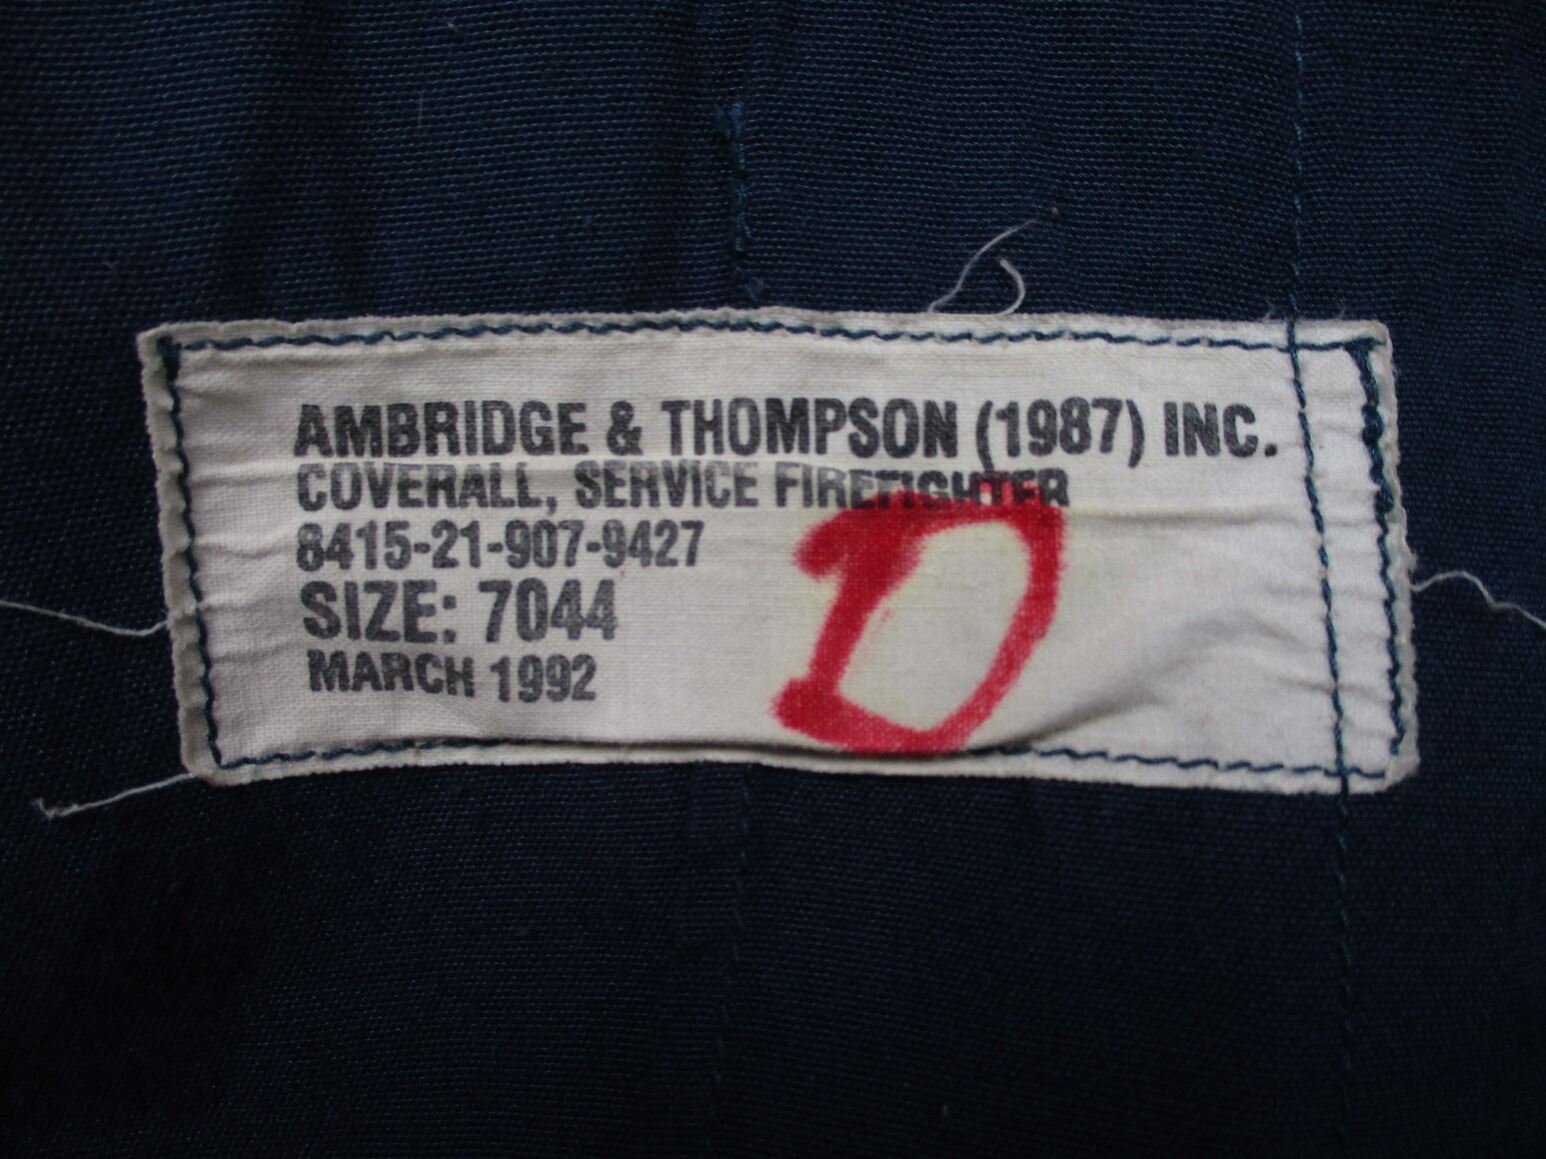 AMBRIDGE & THOMPSON (1987) INC.
COVERALL, SERVICE FIREFIGHTER
8415-21-907-9427
SIZE: 7044
MARCH 1992
D